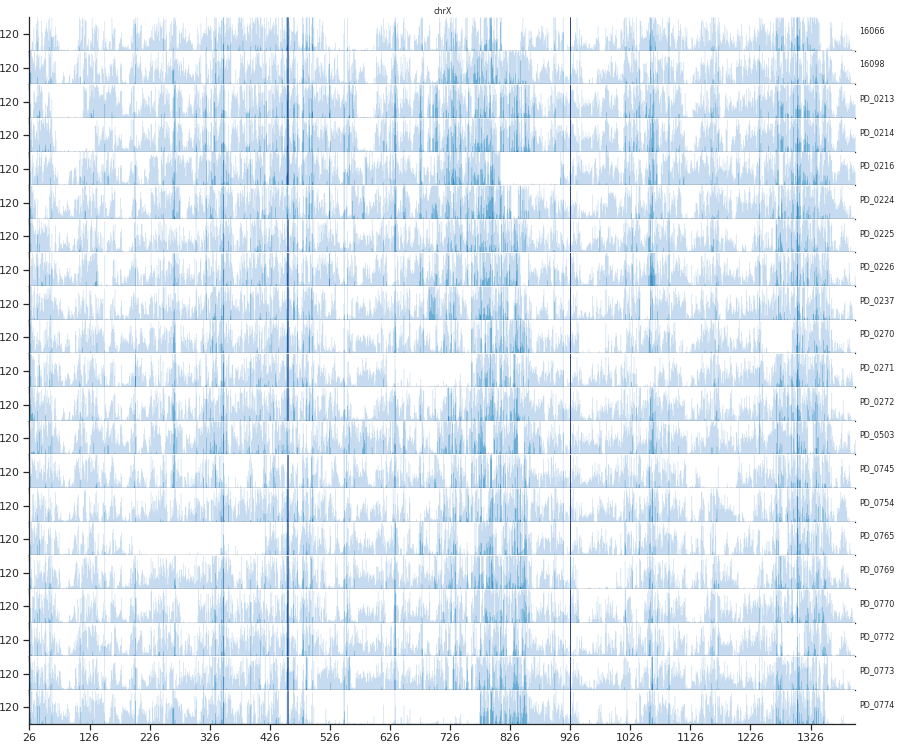 chrX
120 16066
120 16098
120 PD_0213
120 PD_0214
120 PD_0216
120 PD_0224
120 PD_0225
120 PD_0226
120 PD_0237
120 PD_0270
120 PD_0271
120 PD_0272
120 PD_0503
120 PD_0745
120 PD_0754
120 PD_0765
120 PD_0769
120 PD_0770
120 PD_0772
120 PD_0773
120 PD_0774
26 126 226 326 426 526 626 726 826 926 1026 1126 1226 1326